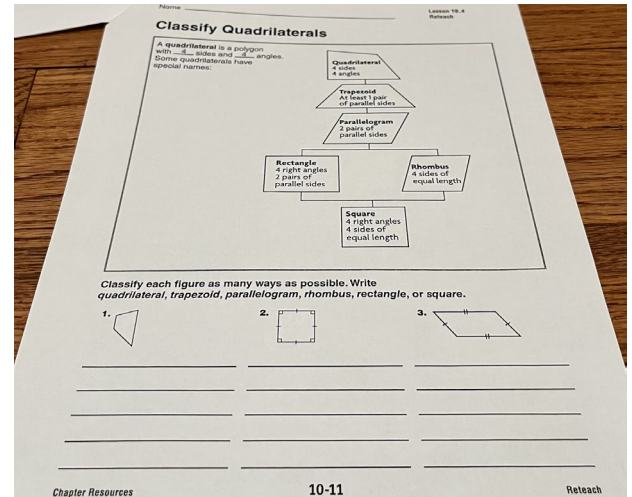 Name
Lesson 10.4
Reteach
Classify Quadrilaterals
A quadrilateral is a polygon
with 4 sides and 4 angles.
Some quadrilaterals have
special names:
Quadrilateral
4 sides
4 angles
Trapezoid
At least 1 pair
of parallel sides
Parallelogram
2 pairs of
parallel sides
Rectangle
4 right angles
2 pairs of
parallel sides
Rhombus
4 sides of
equal length
Square
4 right angles
4 sides of
equal length
Classify each figure as many ways as possible. Write
quadrilateral, trapezoid, parallelogram, rhombus, rectangle, or square.
1.
2.
3.
Chapter Resources
10-11
Reteach